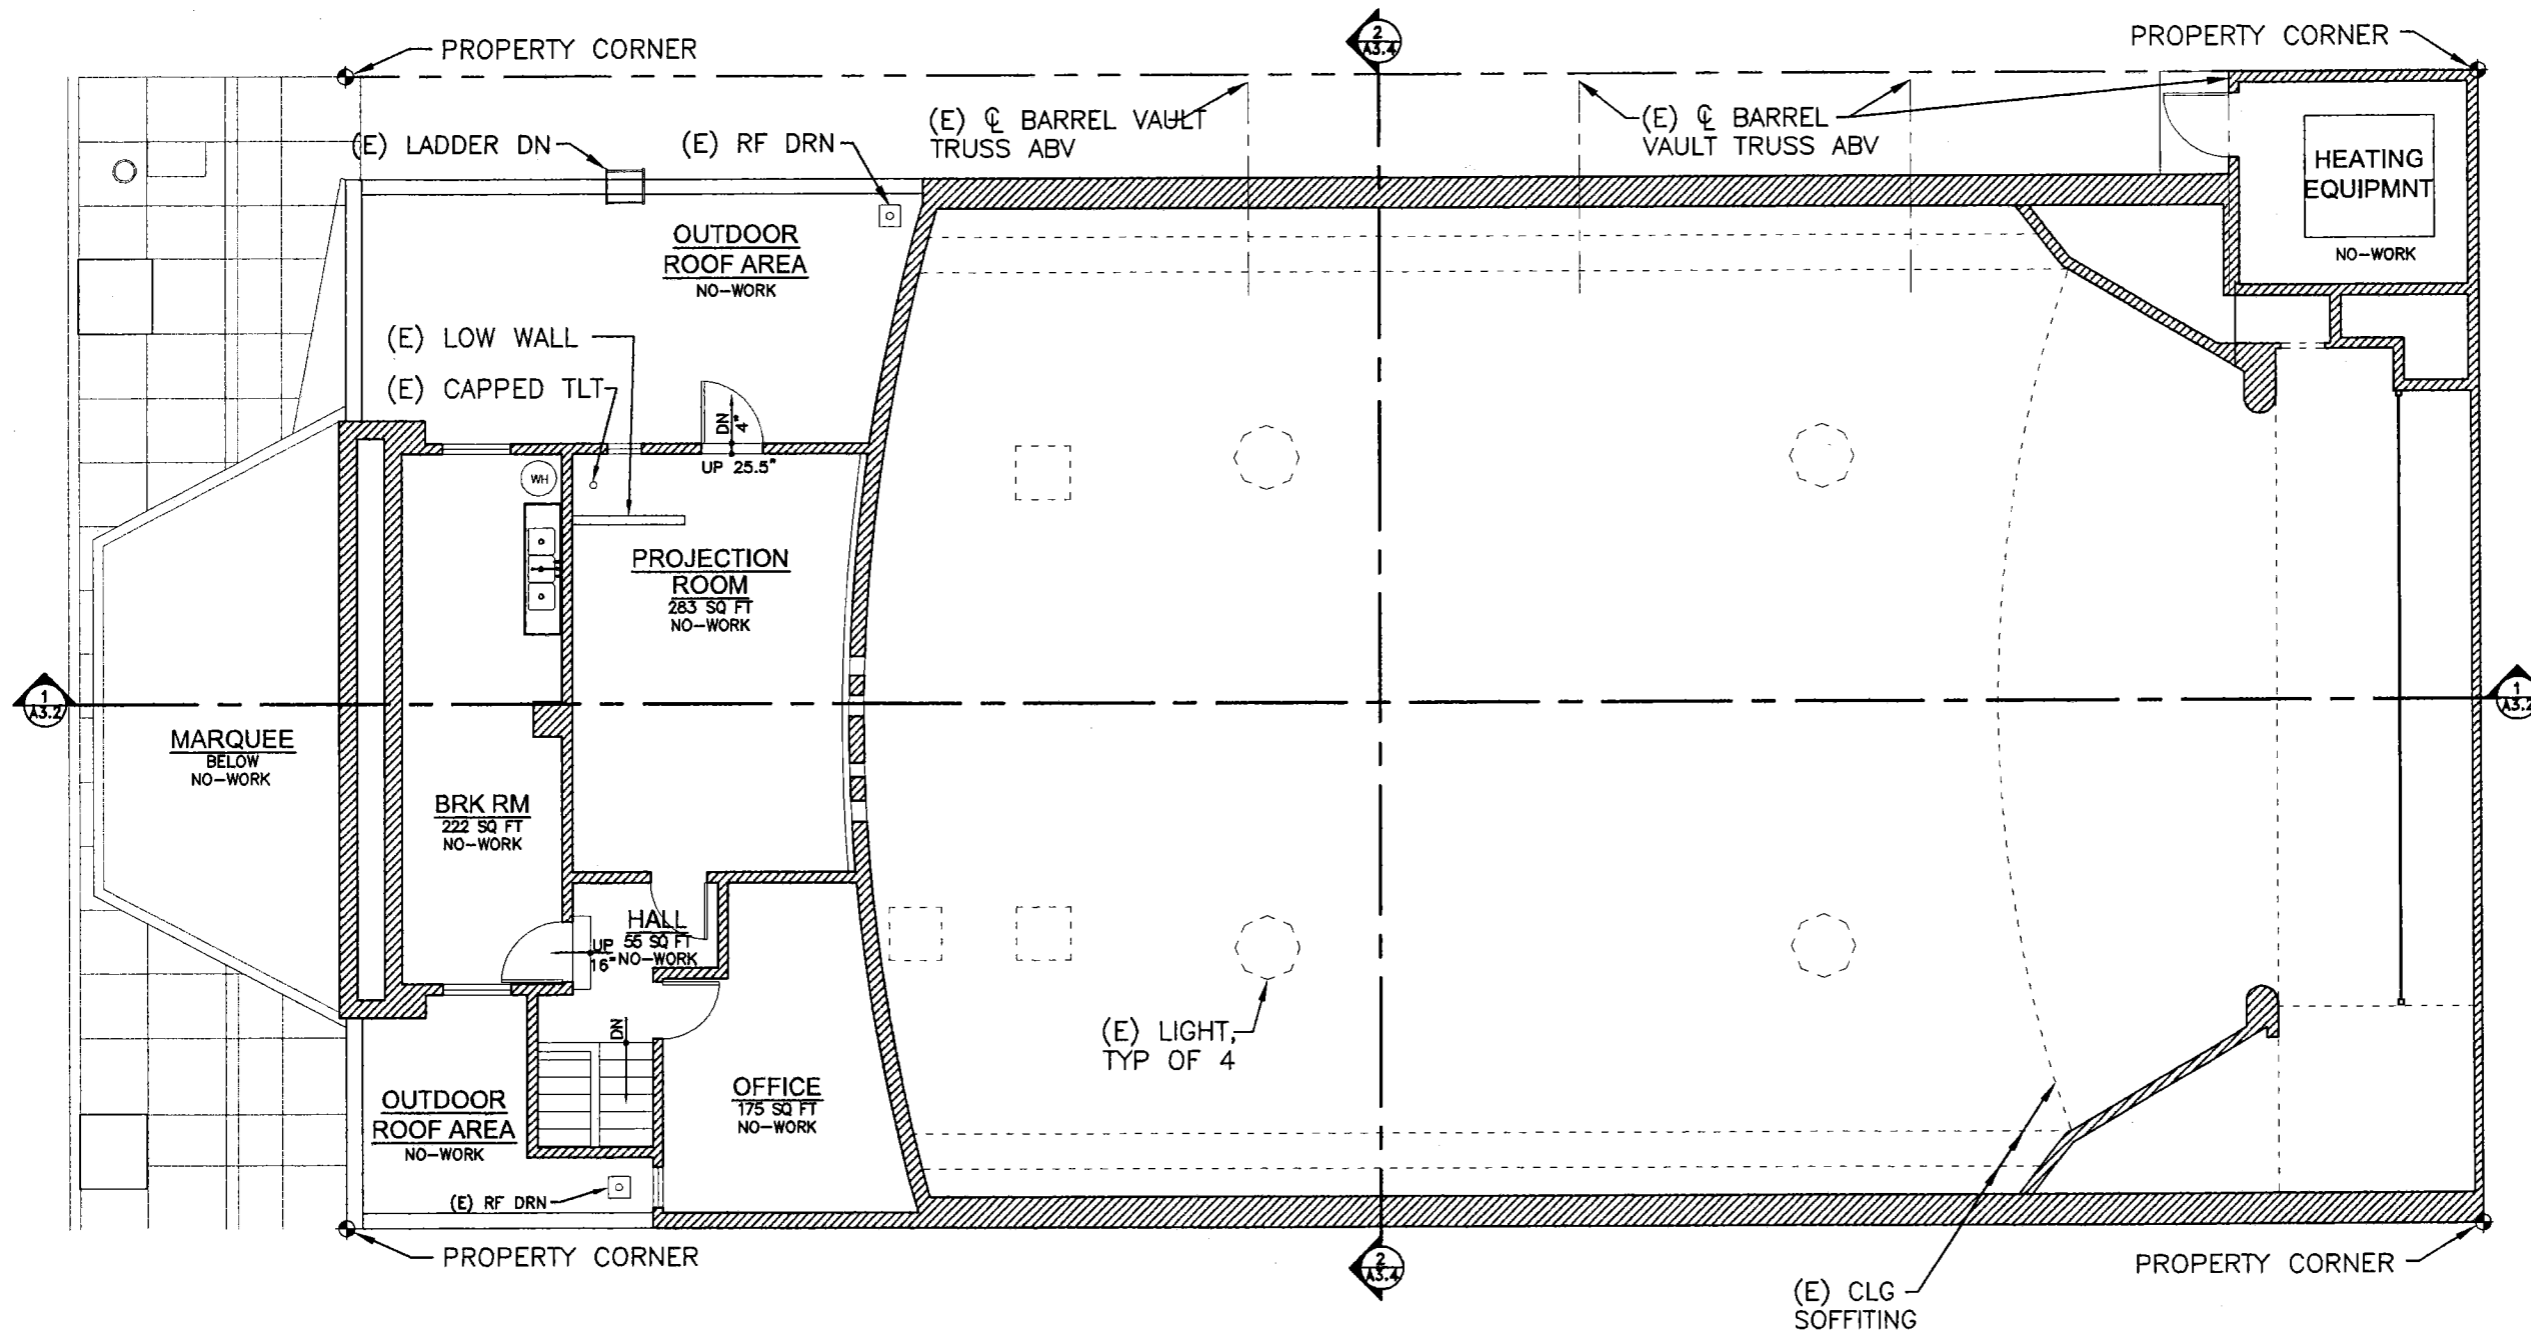 PROPERTY CORNER
2
A3.4
PROPERTY CORNER
(E) LADDER DN
(E) RF DRN
(E) ℄ BARREL VAULT
TRUSS ABV
(E) ℄ BARREL
VAULT TRUSS ABV
HEATING
EQUIPMNT
NO-WORK
OUTDOOR
ROOF AREA
NO-WORK
(E) LOW WALL
(E) CAPPED TLT
DN
4"
UP 25.5"
WH
PROJECTION
ROOM
283 SQ FT
NO-WORK
1
A3.2
1
A3.2
MARQUEE
BELOW
NO-WORK
BRK RM
222 SQ FT
NO-WORK
HALL
55 SQ FT
NO-WORK
UP
16"
DN
(E) LIGHT,
TYP OF 4
OFFICE
175 SQ FT
NO-WORK
OUTDOOR
ROOF AREA
NO-WORK
(E) RF DRN
PROPERTY CORNER
2
A3.4
(E) CLG
SOFFITING
PROPERTY CORNER